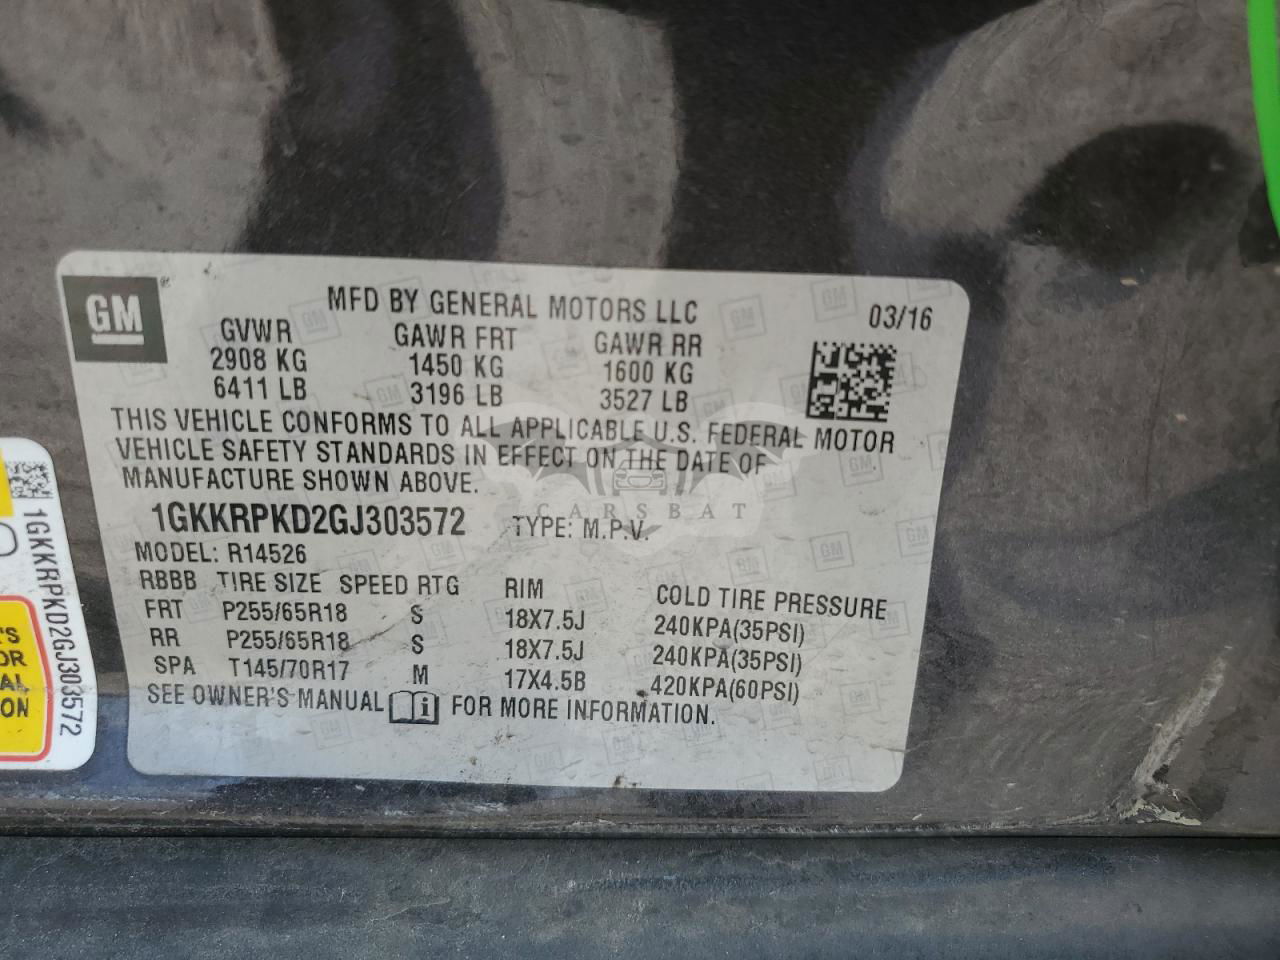 GM
MFD BY GENERAL MOTORS LLC
03/16
GVWR GAWR FRT GAWR RR
2908 KG 1450 KG 1600 KG
6411 LB 3196 LB 3527 LB
THIS VEHICLE CONFORMS TO ALL APPLICABLE U.S. FEDERAL MOTOR
VEHICLE SAFETY STANDARDS IN EFFECT ON THE DATE OF
MANUFACTURE SHOWN ABOVE.
CARSBAT
1GKKRPKD2GJ303572 TYPE: M.P.V.
MODEL: R14526
RBBB TIRE SIZE SPEED RTG RIM COLD TIRE PRESSURE
FRT P255/65R18 S 18X7.5J 240KPA(35PSI)
RR P255/65R18 S 18X7.5J 240KPA(35PSI)
SPA T145/70R17 M 17X4.5B 420KPA(60PSI)
SEE OWNER'S MANUAL i FOR MORE INFORMATION.
1GKKRPKD2GJ303572
'S
OR
AL
ON